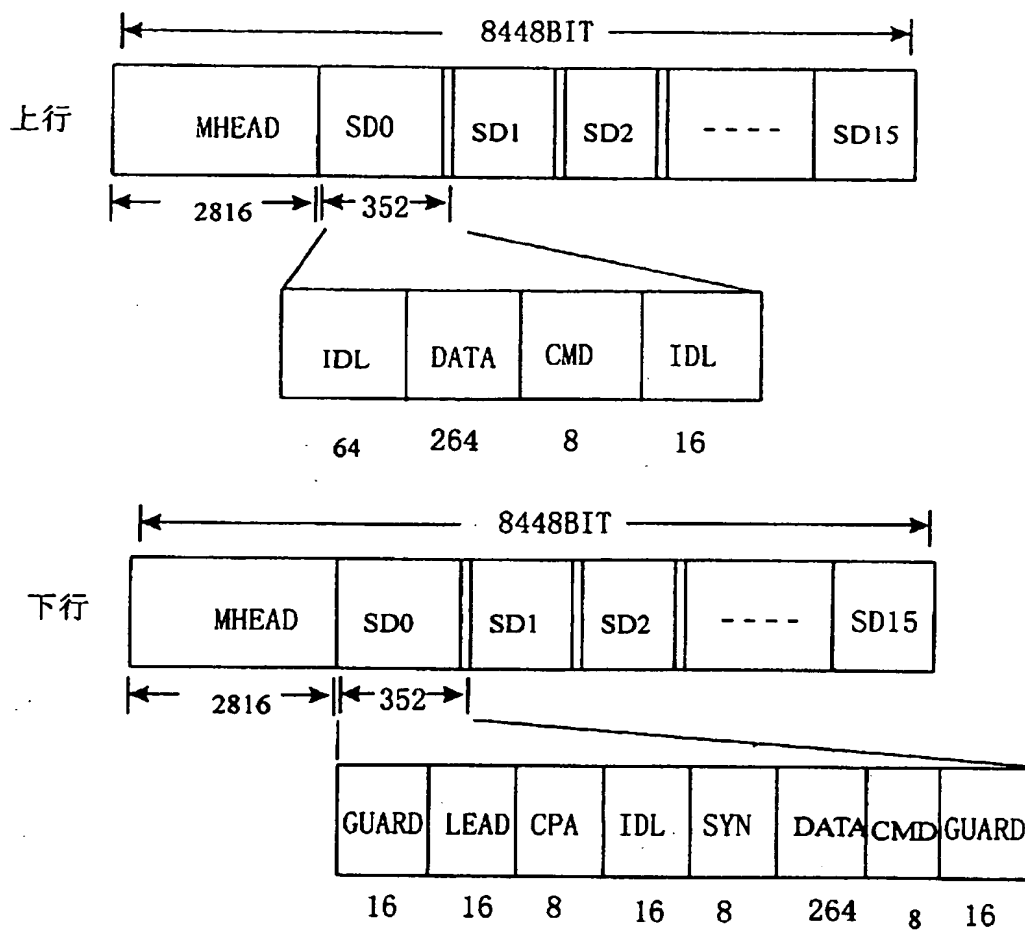 8448BIT
上行 MHEAD SD0 SD1 SD2 ---- SD15
2816 352
IDL DATA CMD IDL
64 264 8 16
8448BIT
下行 MHEAD SD0 SD1 SD2 ---- SD15
2816 352
GUARD LEAD CPA IDL SYN DATA CMD GUARD
16 16 8 16 8 264 8 16